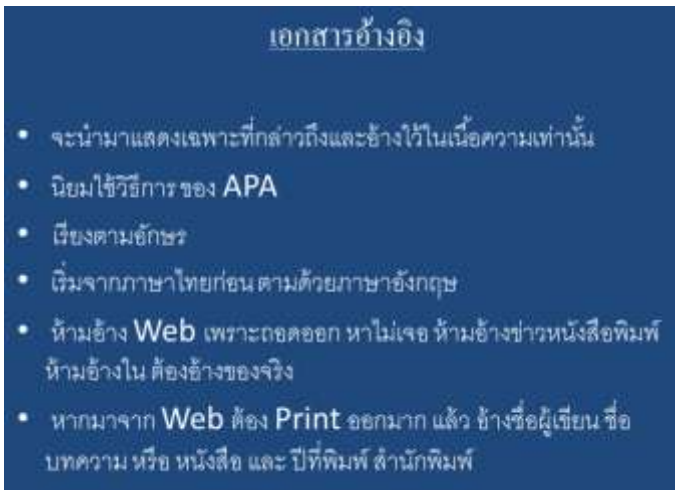 เอกสารอ้างอิง
• จะนำมาแสดงเฉพาะที่กล่าวถึงและอ้างไว้ในเนื้อความเท่านั้น
• นิยมใช้วิธีการ ของ APA
• เรียงตามอักษร
• เริ่มจากภาษาไทยก่อน ตามด้วยภาษาอังกฤษ
• ห้ามอ้าง Web เพราะถอดออก หาไม่เจอ ห้ามอ้างข่าวหนังสือพิมพ์
ห้ามอ้างใน ต้องอ้างของจริง
• หากมาจาก Web ต้อง Print ออกมาก แล้ว อ้างชื่อผู้เขียน ชื่อ
บทความ หรือ หนังสือ และ ปีที่พิมพ์ สำนักพิมพ์